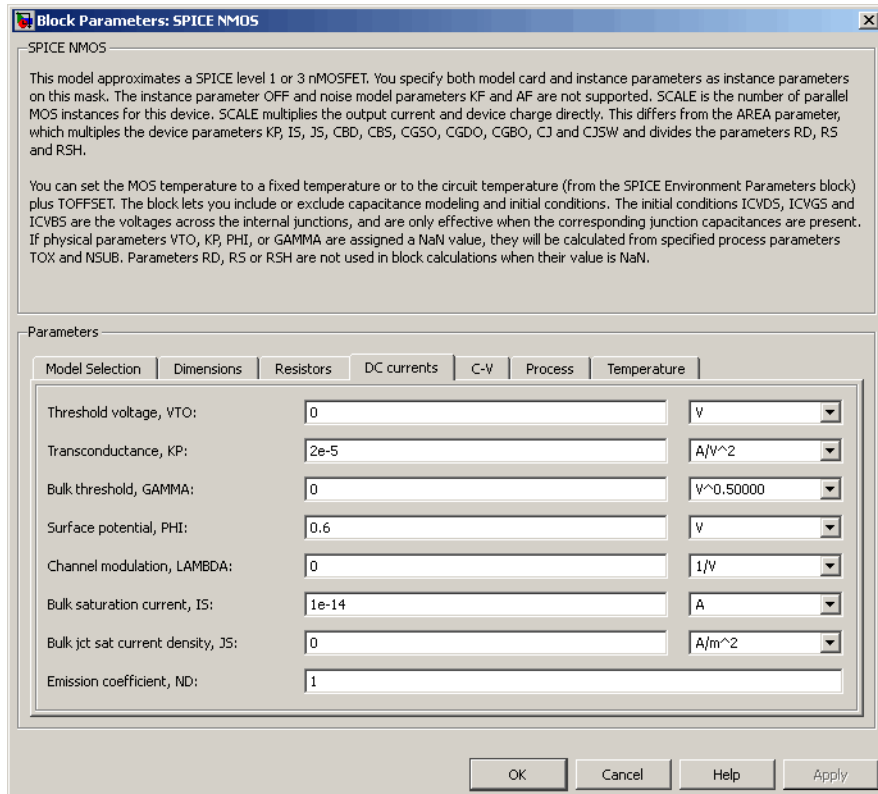 Block Parameters: SPICE NMOS
SPICE NMOS
This model approximates a SPICE level 1 or 3 nMOSFET. You specify both model card and instance parameters as instance parameters
on this mask. The instance parameter OFF and noise model parameters KF and AF are not supported. SCALE is the number of parallel
MOS instances for this device. SCALE multiplies the output current and device charge directly. This differs from the AREA parameter,
which multiples the device parameters KP, IS, JS, CBD, CBS, CGSO, CGDO, CGBO, CJ and CJSW and divides the parameters RD, RS
and RSH.
You can set the MOS temperature to a fixed temperature or to the circuit temperature (from the SPICE Environment Parameters block)
plus TOFFSET. The block lets you include or exclude capacitance modeling and initial conditions. The initial conditions ICVDS, ICVGS and
ICVBS are the voltages across the internal junctions, and are only effective when the corresponding junction capacitances are present.
If physical parameters VTO, KP, PHI, or GAMMA are assigned a NaN value, they will be calculated from specified process parameters
TOX and NSUB. Parameters RD, RS or RSH are not used in block calculations when their value is NaN.
Parameters
Model Selection Dimensions Resistors DC currents C-V Process Temperature
Threshold voltage, VTO: 0 V
Transconductance, KP: 2e-5 A/V^2
Bulk threshold, GAMMA: 0 V^0.50000
Surface potential, PHI: 0.6 V
Channel modulation, LAMBDA: 0 1/V
Bulk saturation current, IS: 1e-14 A
Bulk jct sat current density, JS: 0 A/m^2
Emission coefficient, ND: 1
OK Cancel Help Apply